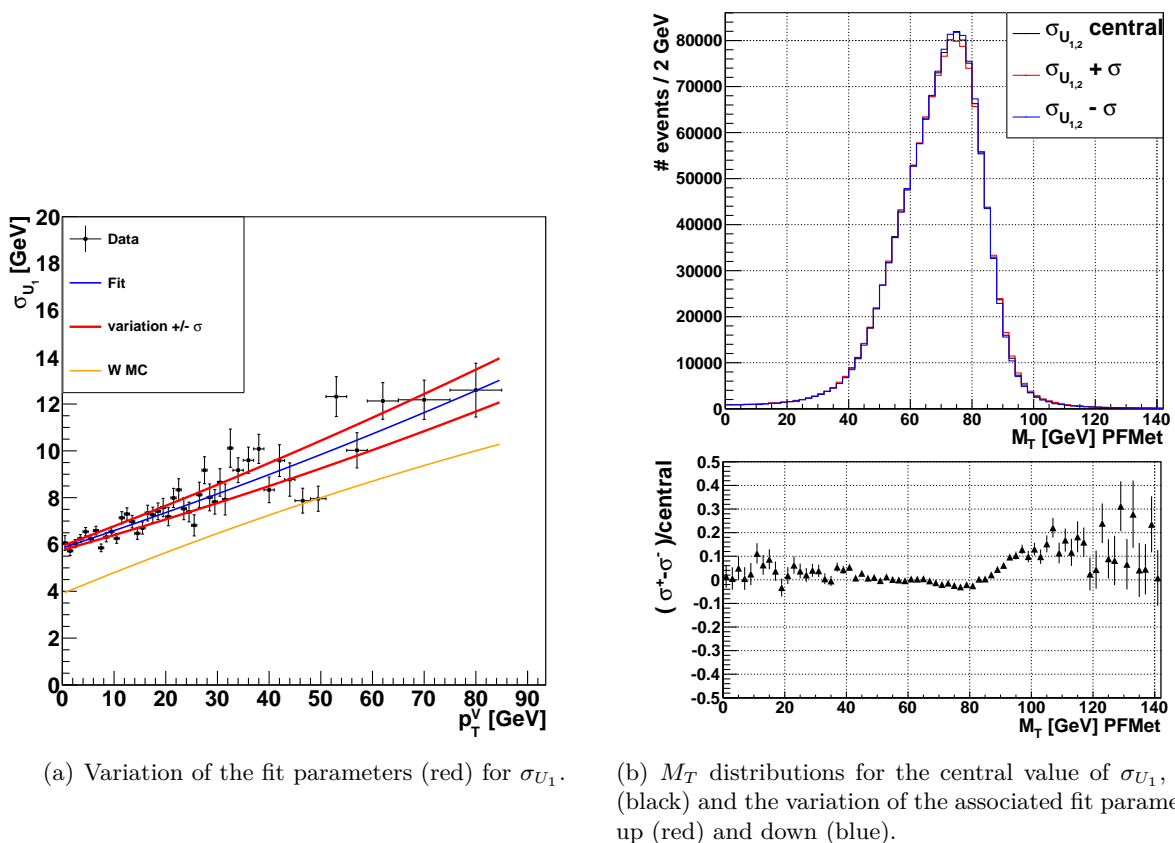 σU1 [GeV]
20
18
16
14
12
10
8
6
4
2
0
Data
Fit
variation +/- σ
W MC
0 10 20 30 40 50 60 70 80 90
pTV [GeV]
(a) Variation of the fit parameters (red) for σU1.
# events / 2 GeV
80000
70000
60000
50000
40000
30000
20000
10000
0
σU1,2 central
σU1,2 + σ
σU1,2 - σ
0 20 40 60 80 100 120 140
MT [GeV] PFMet
( σ+-σ-)/central
0.5
0.4
0.3
0.2
0.1
0
-0.1
-0.2
-0.3
-0.4
-0.5
0 20 40 60 80 100 120 140
MT [GeV] PFMet
(b) MT distributions for the central value of σU1,
(black) and the variation of the associated fit parame
up (red) and down (blue).